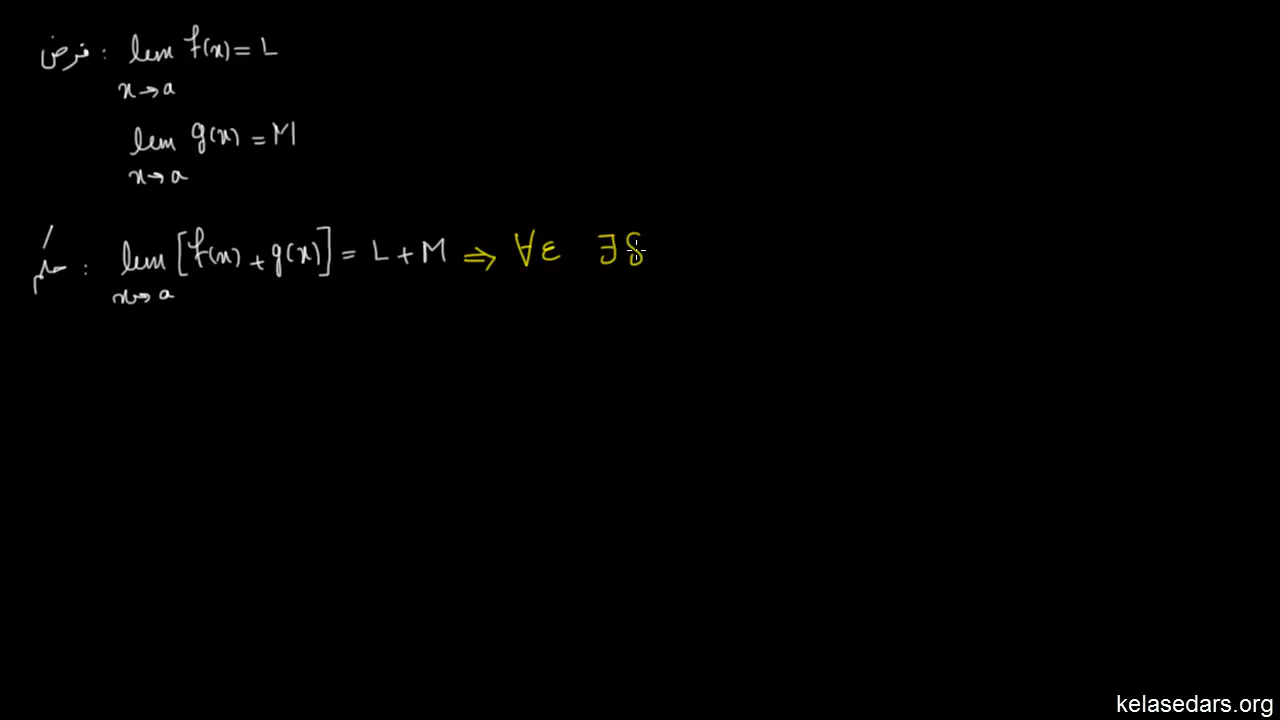 فرض : lim f(x) = L
x→a
lim g(x) = M
x→a
حکم : lim [f(x) + g(x)] = L + M ⇒ ∀ε ∃δ
x→a
kelasedars.org